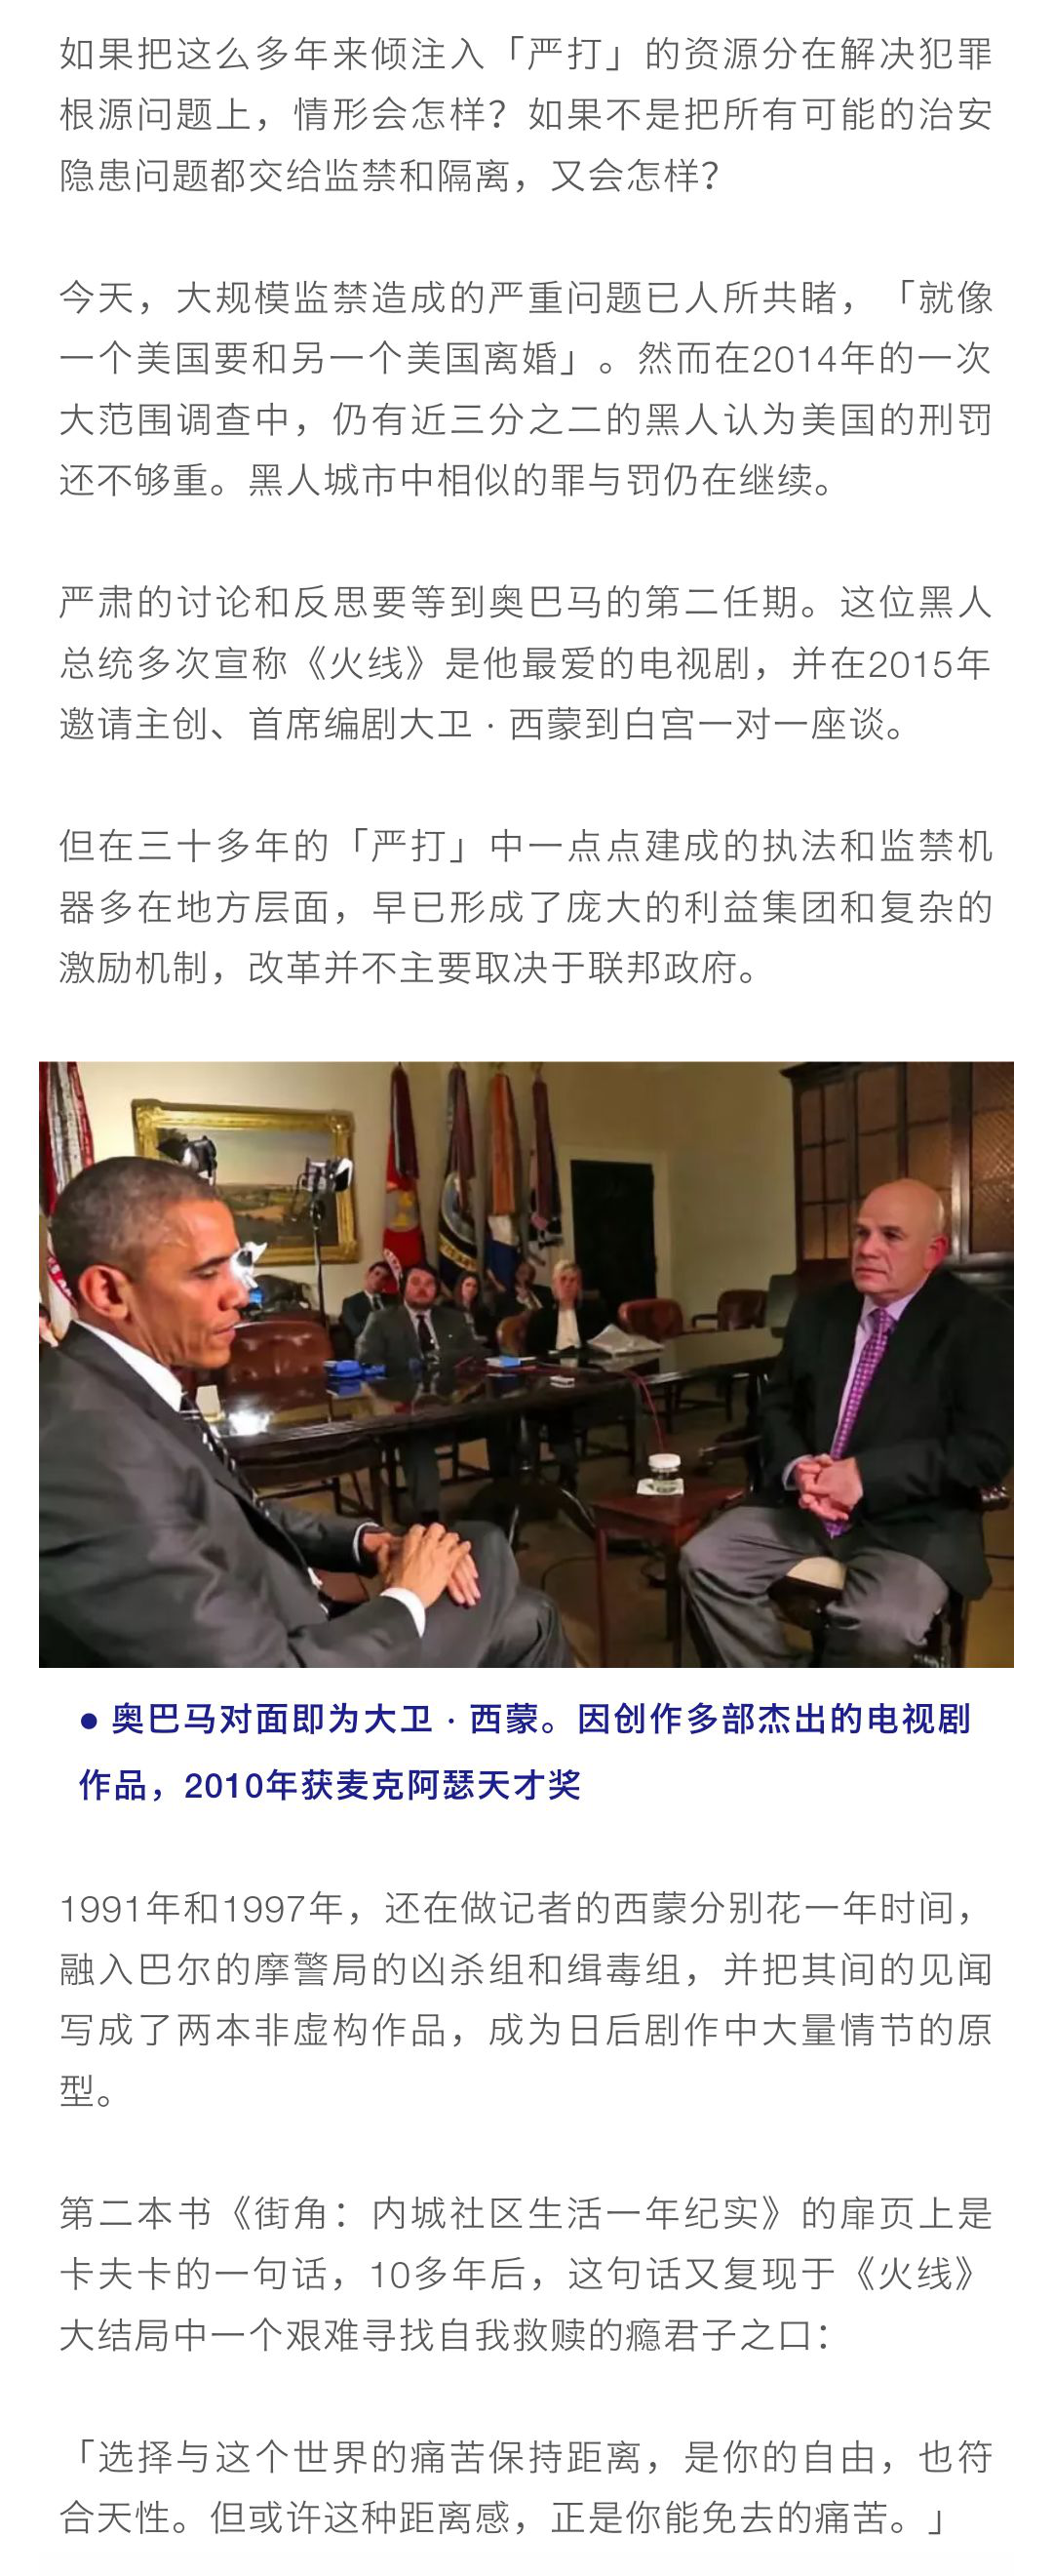 如果把这么多年来倾注入「严打」的资源分在解决犯罪
根源问题上，情形会怎样？如果不是把所有可能的治安
隐患问题都交给监禁和隔离，又会怎样？
今天，大规模监禁造成的严重问题已人所共睹，「就像
一个美国要和另一个美国离婚」。然而在2014年的一次
大范围调查中，仍有近三分之二的黑人认为美国的刑罚
还不够重。黑人城市中相似的罪与罚仍在继续。
严肃的讨论和反思要等到奥巴马的第二任期。这位黑人
总统多次宣称《火线》是他最爱的电视剧，并在2015年
邀请主创、首席编剧大卫 · 西蒙到白宫一对一座谈。
但在三十多年的「严打」中一点点建成的执法和监禁机
器多在地方层面，早已形成了庞大的利益集团和复杂的
激励机制，改革并不主要取决于联邦政府。
● 奥巴马对面即为大卫 · 西蒙。因创作多部杰出的电视剧
作品，2010年获麦克阿瑟天才奖
1991年和1997年，还在做记者的西蒙分别花一年时间，
融入巴尔的摩警局的凶杀组和缉毒组，并把其间的见闻
写成了两本非虚构作品，成为日后剧作中大量情节的原
型。
第二本书《街角：内城社区生活一年纪实》的扉页上是
卡夫卡的一句话，10多年后，这句话又复现于《火线》
大结局中一个艰难寻找自我救赎的瘾君子之口：
「选择与这个世界的痛苦保持距离，是你的自由，也符
合天性。但或许这种距离感，正是你能免去的痛苦。」